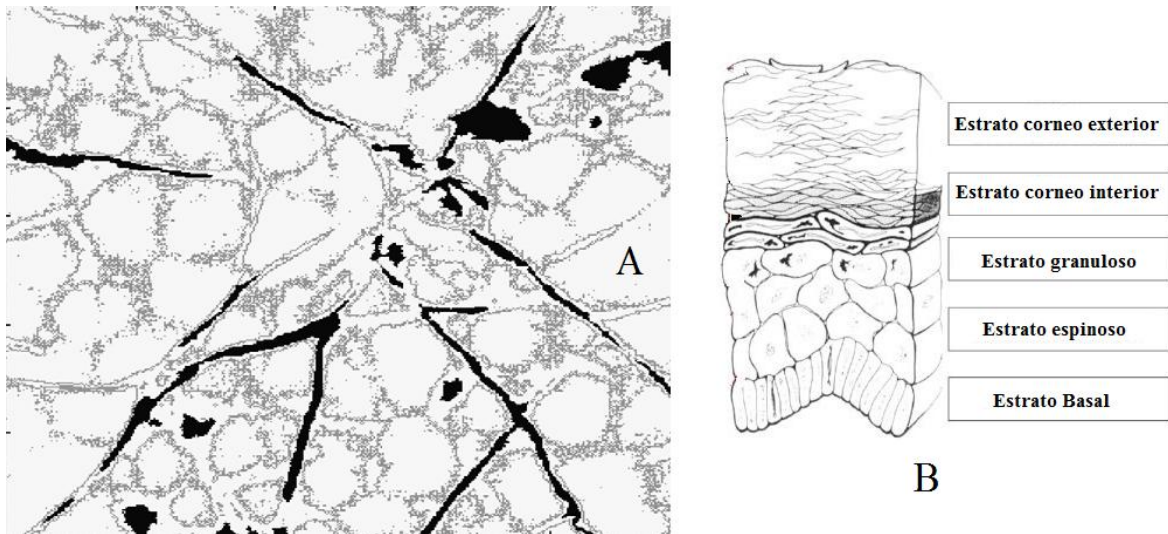 A
Estrato corneo exterior
Estrato corneo interior
Estrato granuloso
Estrato espinoso
Estrato Basal
B